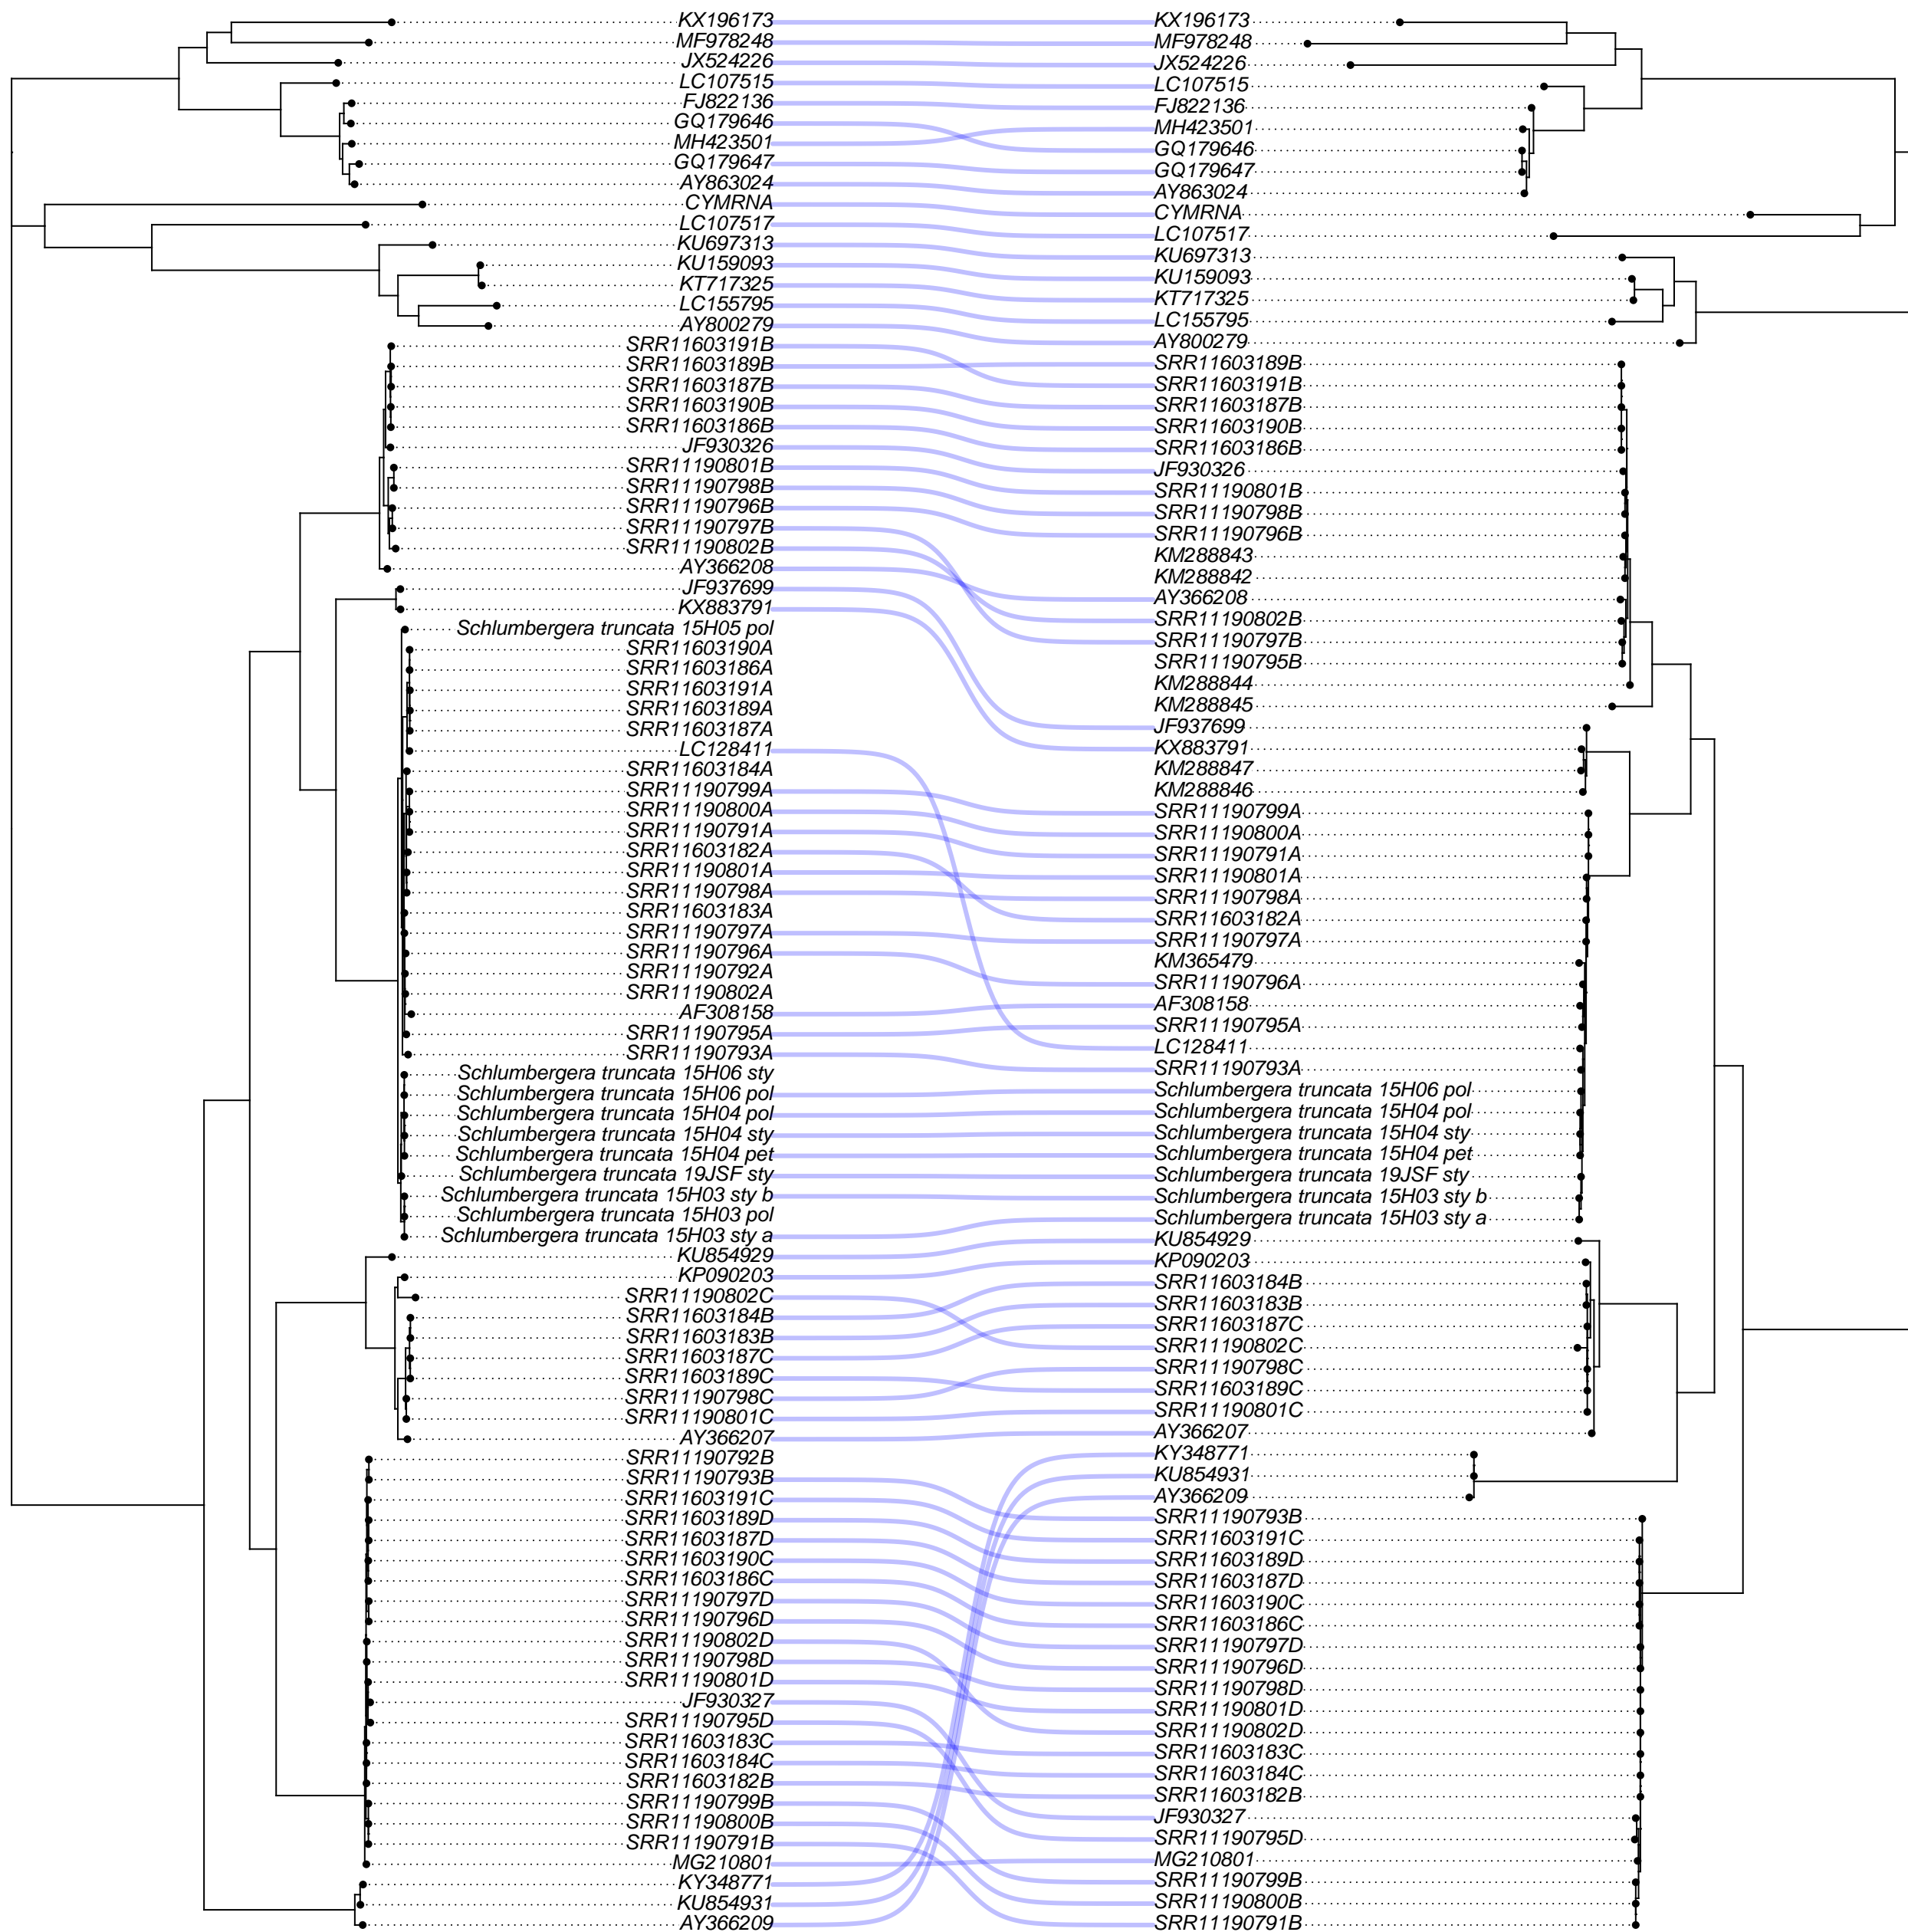 KX196173
MF978248
JX524226
LC107515
FJ822136
GQ179646
MH423501
GQ179647
AY863024
CYMRNA
LC107517
KU697313
KU159093
KT717325
LC155795
AY800279
SRR11603191B
SRR11603189B
SRR11603187B
SRR11603190B
SRR11603186B
JF930326
SRR11190801B
SRR11190798B
SRR11190796B
SRR11190797B
SRR11190802B
AY366208
JF937699
KX883791
Schlumbergera truncata 15H05 pol
SRR11603190A
SRR11603186A
SRR11603191A
SRR11603189A
SRR11603187A
LC128411
SRR11603184A
SRR11190799A
SRR11190800A
SRR11190791A
SRR11603182A
SRR11190801A
SRR11190798A
SRR11603183A
SRR11190797A
SRR11190796A
SRR11190792A
SRR11190802A
AF308158
SRR11190795A
SRR11190793A
Schlumbergera truncata 15H06 sty
Schlumbergera truncata 15H06 pol
Schlumbergera truncata 15H04 pol
Schlumbergera truncata 15H04 sty
Schlumbergera truncata 15H04 pet
Schlumbergera truncata 19JSF sty
Schlumbergera truncata 15H03 sty b
Schlumbergera truncata 15H03 pol
Schlumbergera truncata 15H03 sty a
KU854929
KP090203
SRR11190802C
SRR11603184B
SRR11603183B
SRR11603187C
SRR11603189C
SRR11190798C
SRR11190801C
AY366207
SRR11190792B
SRR11190793B
SRR11603191C
SRR11603189D
SRR11603187D
SRR11603190C
SRR11603186C
SRR11190797D
SRR11190796D
SRR11190802D
SRR11190798D
SRR11190801D
JF930327
SRR11190795D
SRR11603183C
SRR11603184C
SRR11603182B
SRR11190799B
SRR11190800B
SRR11190791B
MG210801
KY348771
KU854931
AY366209
KX196173
MF978248
JX524226
LC107515
FJ822136
MH423501
GQ179646
GQ179647
AY863024
CYMRNA
LC107517
KU697313
KU159093
KT717325
LC155795
AY800279
SRR11603189B
SRR11603191B
SRR11603187B
SRR11603190B
SRR11603186B
JF930326
SRR11190801B
SRR11190798B
SRR11190796B
KM288843
KM288842
AY366208
SRR11190802B
SRR11190797B
SRR11190795B
KM288844
KM288845
JF937699
KX883791
KM288847
KM288846
SRR11190799A
SRR11190800A
SRR11190791A
SRR11190801A
SRR11190798A
SRR11603182A
SRR11190797A
KM365479
SRR11190796A
AF308158
SRR11190795A
LC128411
SRR11190793A
Schlumbergera truncata 15H06 pol
Schlumbergera truncata 15H04 pol
Schlumbergera truncata 15H04 sty
Schlumbergera truncata 15H04 pet
Schlumbergera truncata 19JSF sty
Schlumbergera truncata 15H03 sty b
Schlumbergera truncata 15H03 sty a
KU854929
KP090203
SRR11603184B
SRR11603183B
SRR11603187C
SRR11190802C
SRR11190798C
SRR11603189C
SRR11190801C
AY366207
KY348771
KU854931
AY366209
SRR11190793B
SRR11603191C
SRR11603189D
SRR11603187D
SRR11603190C
SRR11603186C
SRR11190797D
SRR11190796D
SRR11190798D
SRR11190801D
SRR11190802D
SRR11603183C
SRR11603184C
SRR11603182B
JF930327
SRR11190795D
MG210801
SRR11190799B
SRR11190800B
SRR11190791B